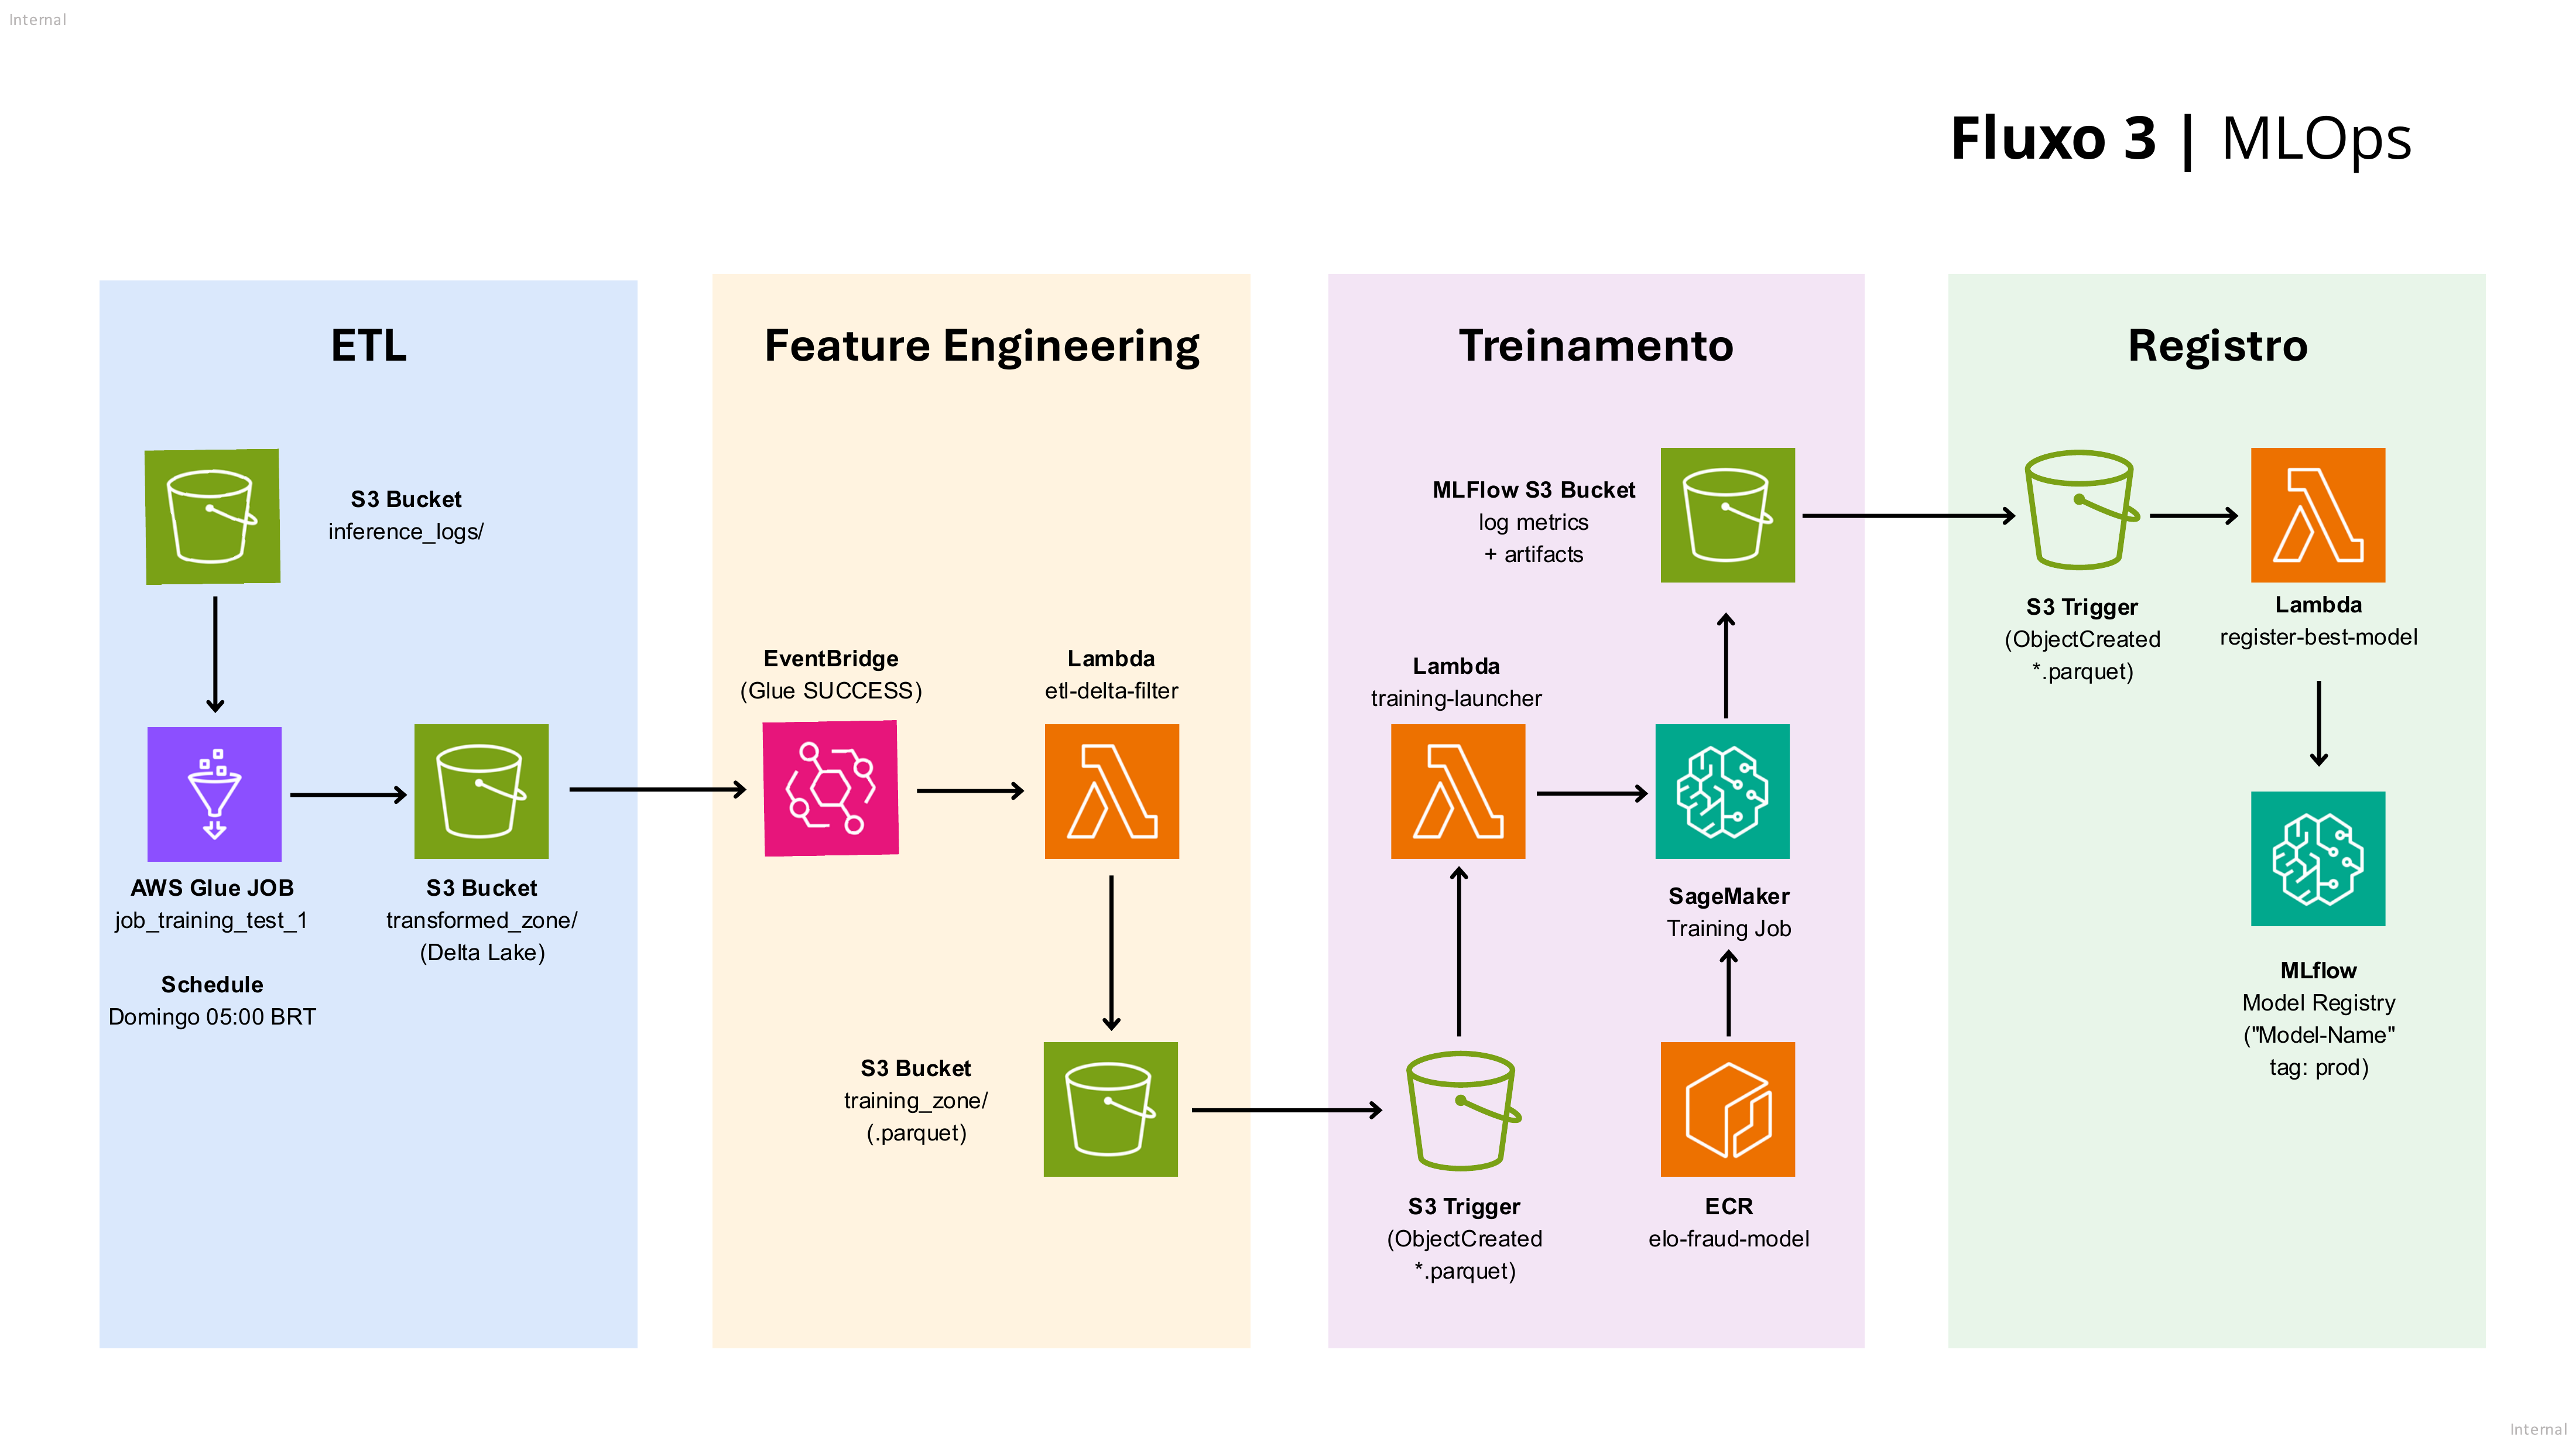 Internal
Fluxo 3 | MLOps
ETL
S3 Bucket
inference_logs/
AWS Glue JOB
job_training_test_1
Schedule
Domingo 05:00 BRT
S3 Bucket
transformed_zone/
(Delta Lake)
Feature Engineering
EventBridge
(Glue SUCCESS)
Lambda
etl-delta-filter
S3 Bucket
training_zone/
(.parquet)
Treinamento
MLFlow S3 Bucket
log metrics
+ artifacts
Lambda
training-launcher
SageMaker
Training Job
S3 Trigger
(ObjectCreated
*.parquet)
ECR
elo-fraud-model
Registro
S3 Trigger
(ObjectCreated
*.parquet)
Lambda
register-best-model
MLflow
Model Registry
("Model-Name"
tag: prod)
Internal